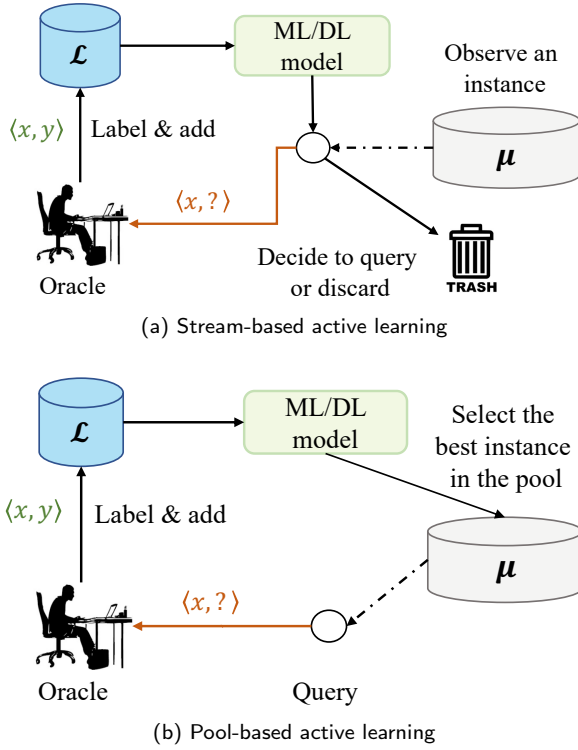 ℒ
ML/DL
model
Observe an
instance
⟨x, y⟩
Label & add
μ
⟨x, ?⟩
Oracle
Decide to query
or discard
TRASH
(a) Stream-based active learning
ℒ
ML/DL
model
Select the
best instance
in the pool
⟨x, y⟩
Label & add
μ
⟨x, ?⟩
Oracle
Query
(b) Pool-based active learning